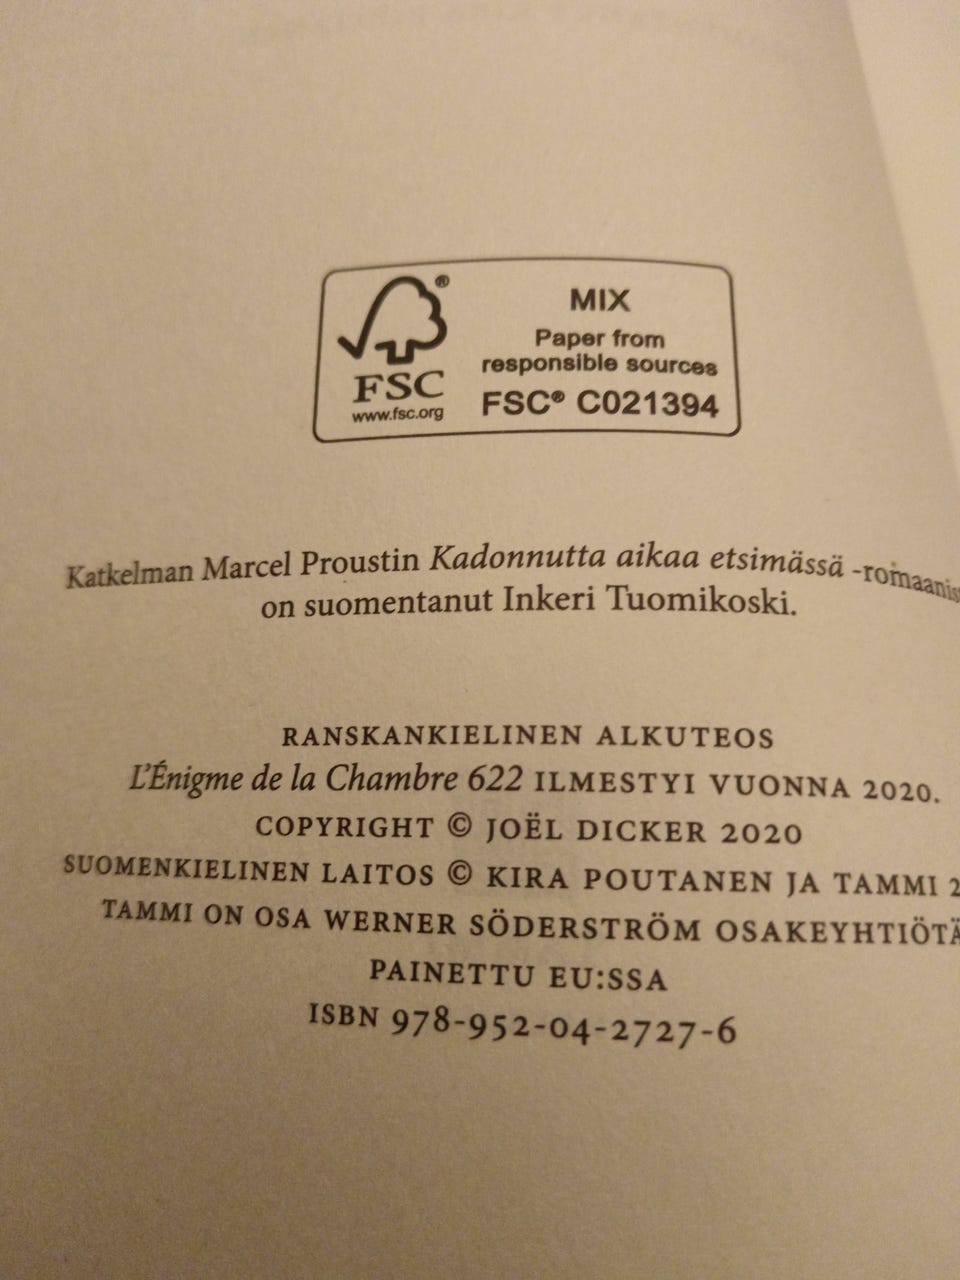 MIX
Paper from
responsible sources
FSC® C021394
®
FSC
www.fsc.org
Katkelman Marcel Proustin Kadonnutta aikaa etsimässä -romaanis
on suomentanut Inkeri Tuomikoski.
RANSKANKIELINEN ALKUTEOS
L'Énigme de la Chambre 622 ILMESTYI VUONNA 2020.
COPYRIGHT © JOËL DICKER 2020
SUOMENKIELINEN LAITOS © KIRA POUTANEN JA TAMMI 2
TAMMI ON OSA WERNER SÖDERSTRÖM OSAKEYHTIÖTÄ
PAINETTU EU:SSA
ISBN 978-952-04-2727-6